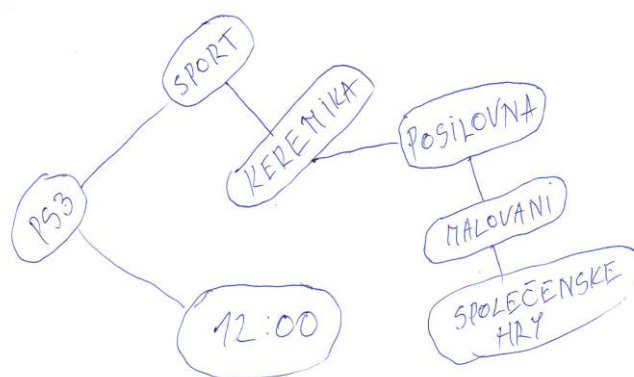 SPORT
KEREMIKA
POSILOVNA
PS3
MALOVANI
12:00
SPOLEČENSKE
HRY